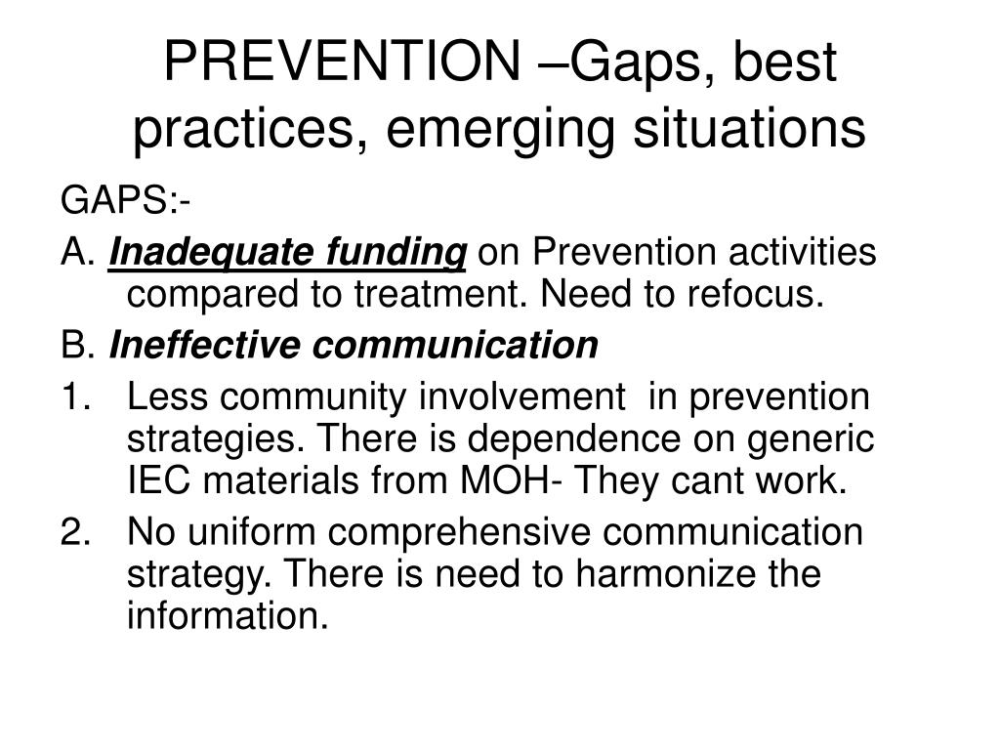 PREVENTION –Gaps, best
practices, emerging situations
GAPS:-
A. Inadequate funding on Prevention activities
compared to treatment. Need to refocus.
B. Ineffective communication
1. Less community involvement  in prevention
strategies. There is dependence on generic
IEC materials from MOH- They cant work.
2. No uniform comprehensive communication
strategy. There is need to harmonize the
information.